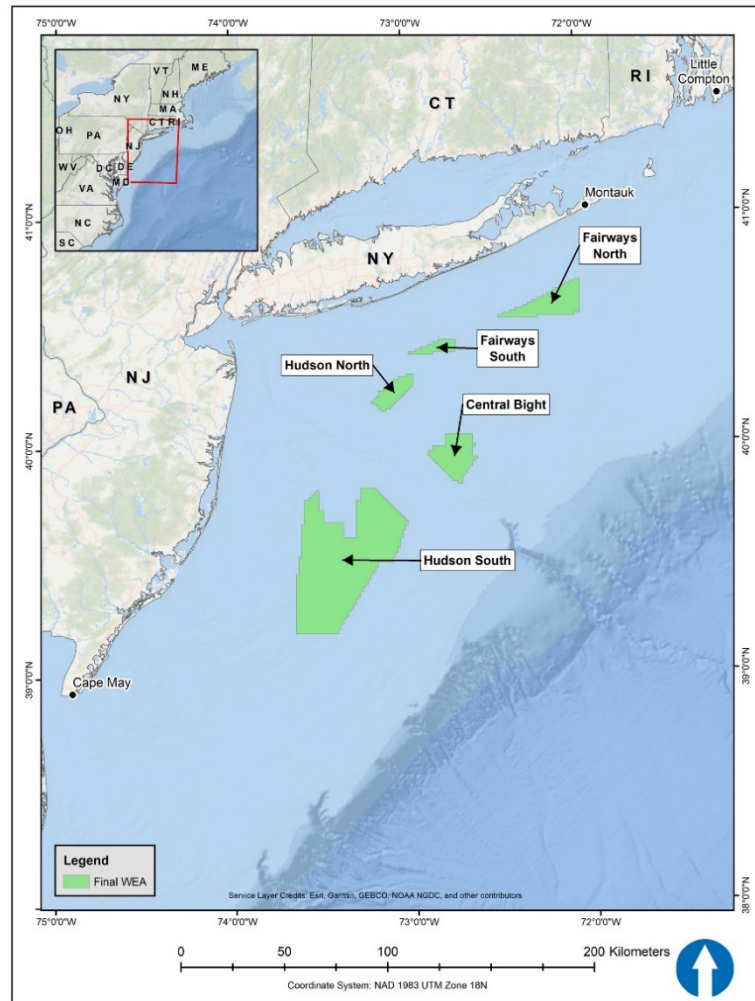 75°0'0"W 74°0'0"W 73°0'0"W 72°0'0"W
ME
VT
NH
NY
MA
CT RI
OH
PA
NJ
WV
DC
DE
MD
VA
NC
SC
CT
RI
Little
Compton
Montauk
NY
NJ
PA
Fairways
North
Fairways
South
Hudson North
Central Bight
Hudson South
Cape May
41°0'0"N
41°0'0"N
40°0'0"N
40°0'0"N
39°0'0"N
39°0'0"N
38°0'0"N
Legend
Final WEA
Service Layer Credits: Esri, Garmin, GEBCO, NOAA NGDC, and other contributors
75°0'0"W 74°0'0"W 73°0'0"W 72°0'0"W
0 50 100 200 Kilometers
Coordinate System: NAD 1983 UTM Zone 18N